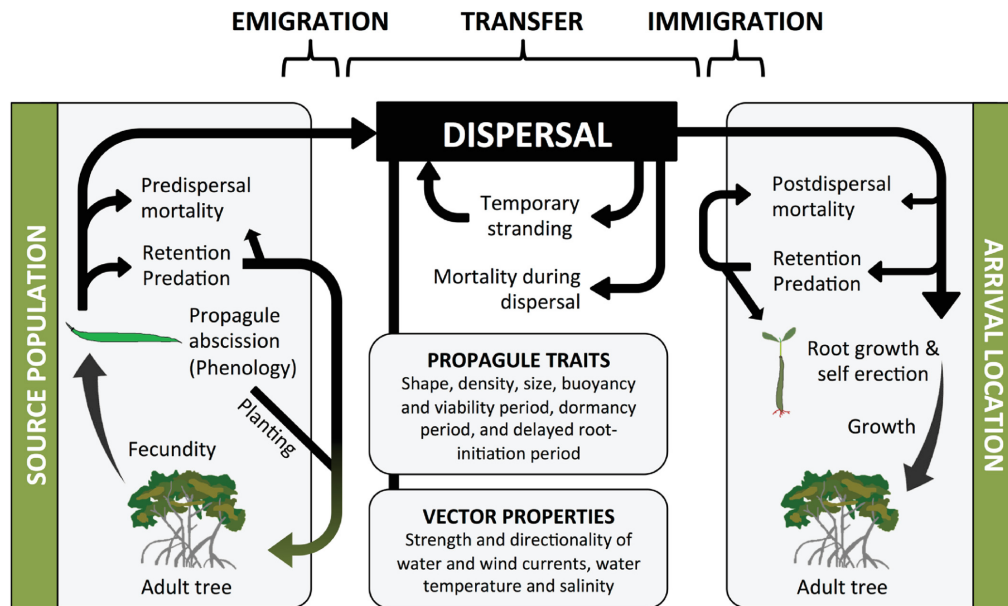 EMIGRATION
TRANSFER
IMMIGRATION
SOURCE POPULATION
Predispersal
mortality
Retention
Predation
Propagule
abscission
(Phenology)
Planting
Fecundity
Adult tree
DISPERSAL
Temporary
stranding
Mortality during
dispersal
PROPAGULE TRAITS
Shape, density, size, buoyancy
and viability period, dormancy
period, and delayed root-
initiation period
VECTOR PROPERTIES
Strength and directionality of
water and wind currents, water
temperature and salinity
Postdispersal
mortality
Retention
Predation
Root growth &
self erection
Growth
Adult tree
ARRIVAL LOCATION